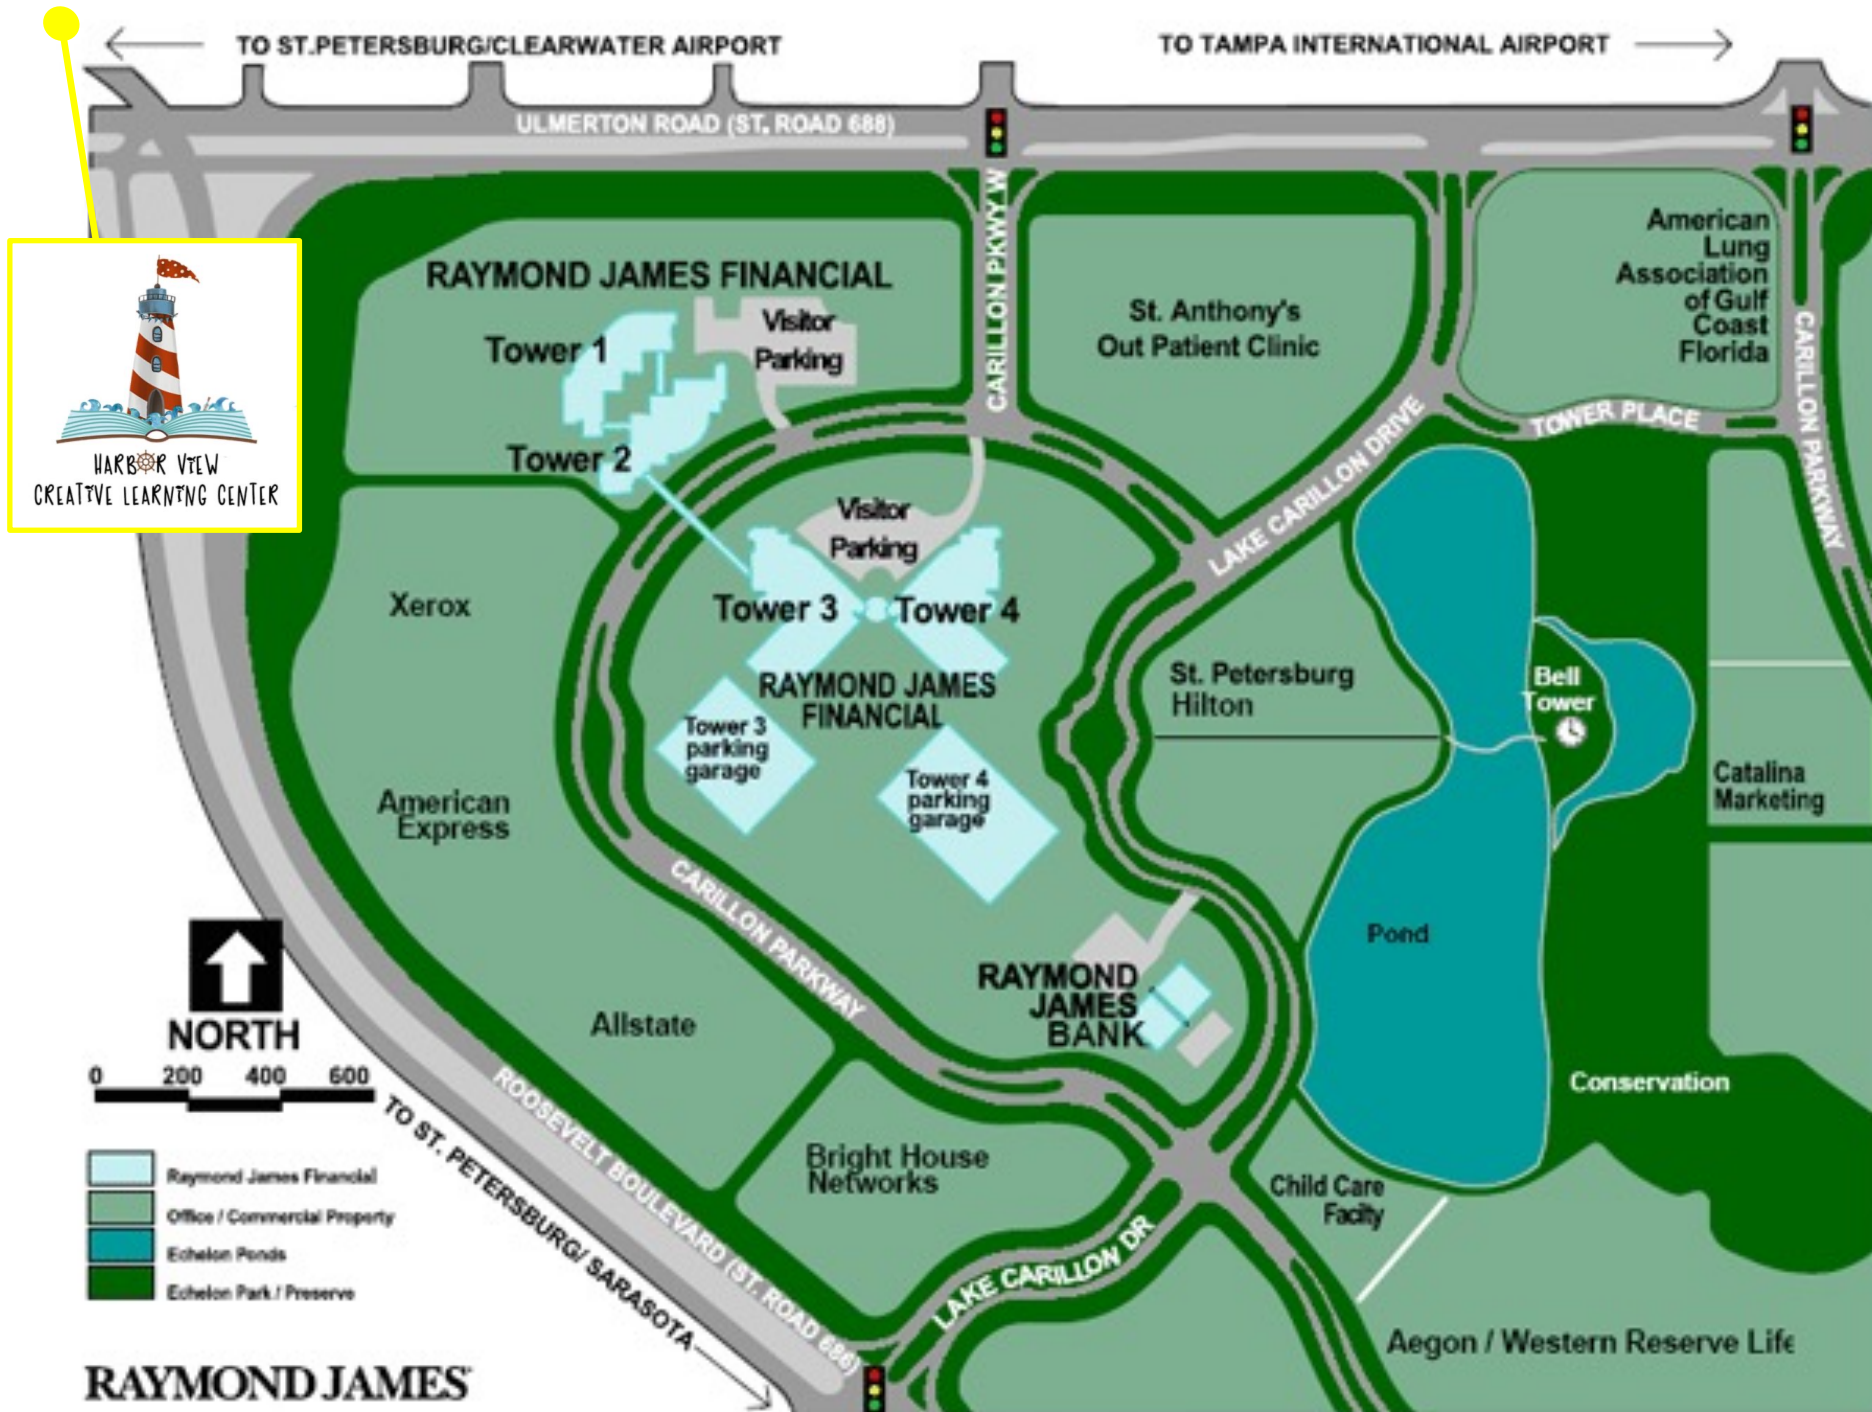 TO ST.PETERSBURG/CLEARWATER AIRPORT
TO TAMPA INTERNATIONAL AIRPORT
ULMERTON ROAD (ST. ROAD 688)
CARILLON PKWY W
RAYMOND JAMES FINANCIAL
Visitor
Parking
Tower 1
Tower 2
St. Anthony's
Out Patient Clinic
American
Lung
Association
of Gulf
Coast
Florida
CARILLON PARKWAY
TOWER PLACE
LAKE CARILLON DRIVE
HARBOR VIEW
CREATIVE LEARNING CENTER
Visitor
Parking
Tower 3
Tower 4
RAYMOND JAMES
FINANCIAL
Tower 3
parking
garage
Tower 4
parking
garage
Xerox
American
Express
St. Petersburg
Hilton
Bell
Tower
Catalina
Marketing
Pond
CARILLON PARKWAY
RAYMOND
JAMES
BANK
Allstate
Conservation
Bright House
Networks
Child Care
Facilty
LAKE CARILLON DR
Aegon / Western Reserve Life
ROOSEVELT BOULEVARD (ST. ROAD 686)
TO ST. PETERSBURG/ SARASOTA
NORTH
0 200 400 600
Raymond James Financial
Office / Commercial Property
Echelon Ponds
Echelon Park / Preserve
RAYMOND JAMES